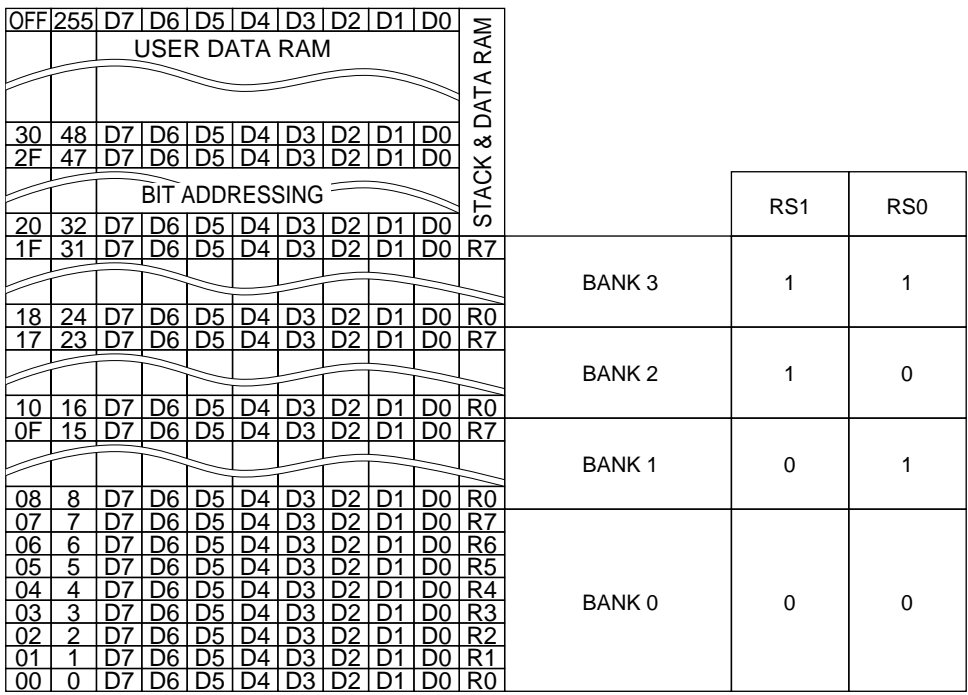 OFF 255 D7 D6 D5 D4 D3 D2 D1 D0
USER DATA RAM
STACK & DATA RAM
30 48 D7 D6 D5 D4 D3 D2 D1 D0
2F 47 D7 D6 D5 D4 D3 D2 D1 D0
BIT ADDRESSING
RS1 RS0
20 32 D7 D6 D5 D4 D3 D2 D1 D0
1F 31 D7 D6 D5 D4 D3 D2 D1 D0 R7
BANK 3 1 1
18 24 D7 D6 D5 D4 D3 D2 D1 D0 R0
17 23 D7 D6 D5 D4 D3 D2 D1 D0 R7
BANK 2 1 0
10 16 D7 D6 D5 D4 D3 D2 D1 D0 R0
0F 15 D7 D6 D5 D4 D3 D2 D1 D0 R7
BANK 1 0 1
08 8 D7 D6 D5 D4 D3 D2 D1 D0 R0
07 7 D7 D6 D5 D4 D3 D2 D1 D0 R7
06 6 D7 D6 D5 D4 D3 D2 D1 D0 R6
05 5 D7 D6 D5 D4 D3 D2 D1 D0 R5
04 4 D7 D6 D5 D4 D3 D2 D1 D0 R4
BANK 0 0 0
03 3 D7 D6 D5 D4 D3 D2 D1 D0 R3
02 2 D7 D6 D5 D4 D3 D2 D1 D0 R2
01 1 D7 D6 D5 D4 D3 D2 D1 D0 R1
00 0 D7 D6 D5 D4 D3 D2 D1 D0 R0